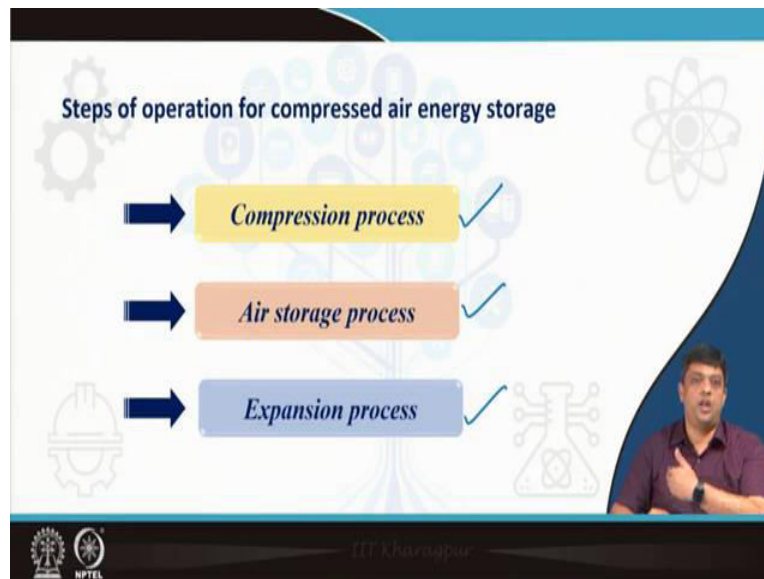 Steps of operation for compressed air energy storage
Compression process
Air storage process
Expansion process
IIT Kharagpur
NPTEL